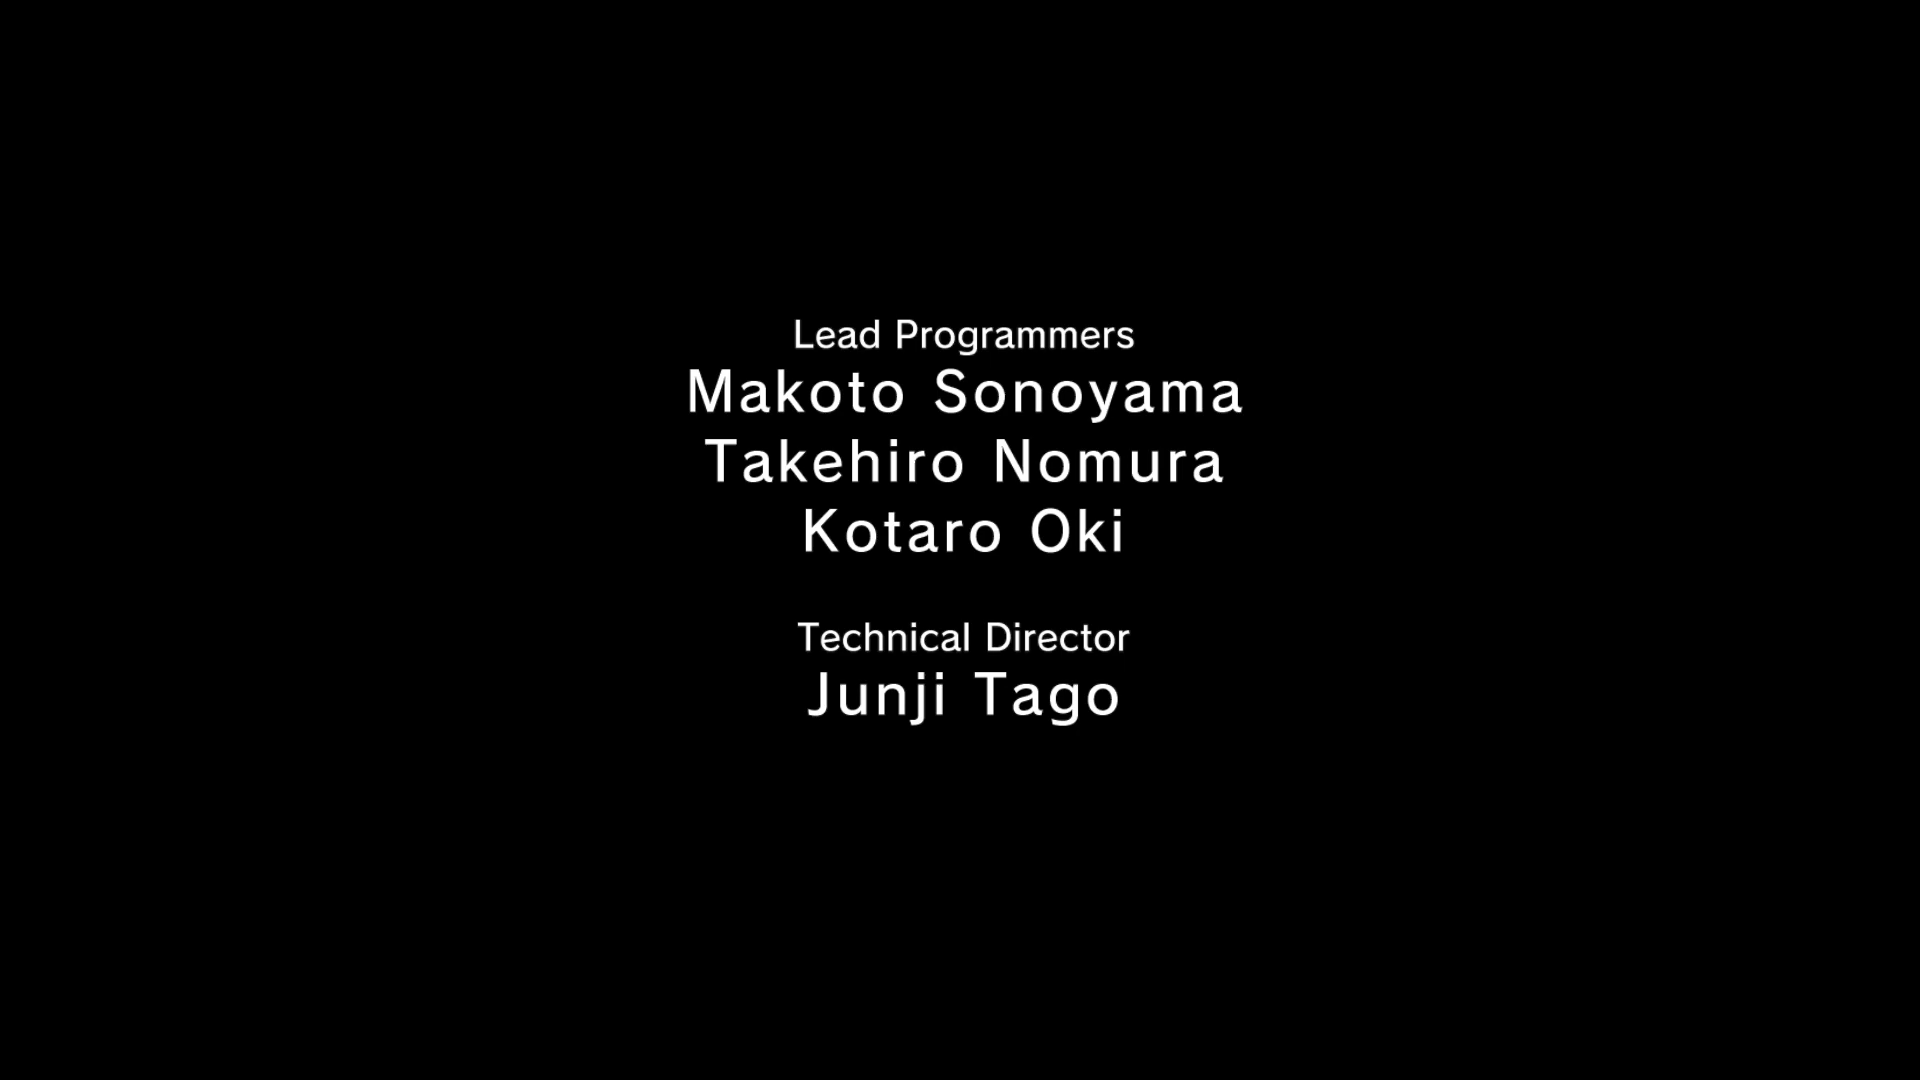 Lead Programmers
Makoto Sonoyama
Takehiro Nomura
Kotaro Oki
Technical Director
Junji Tago